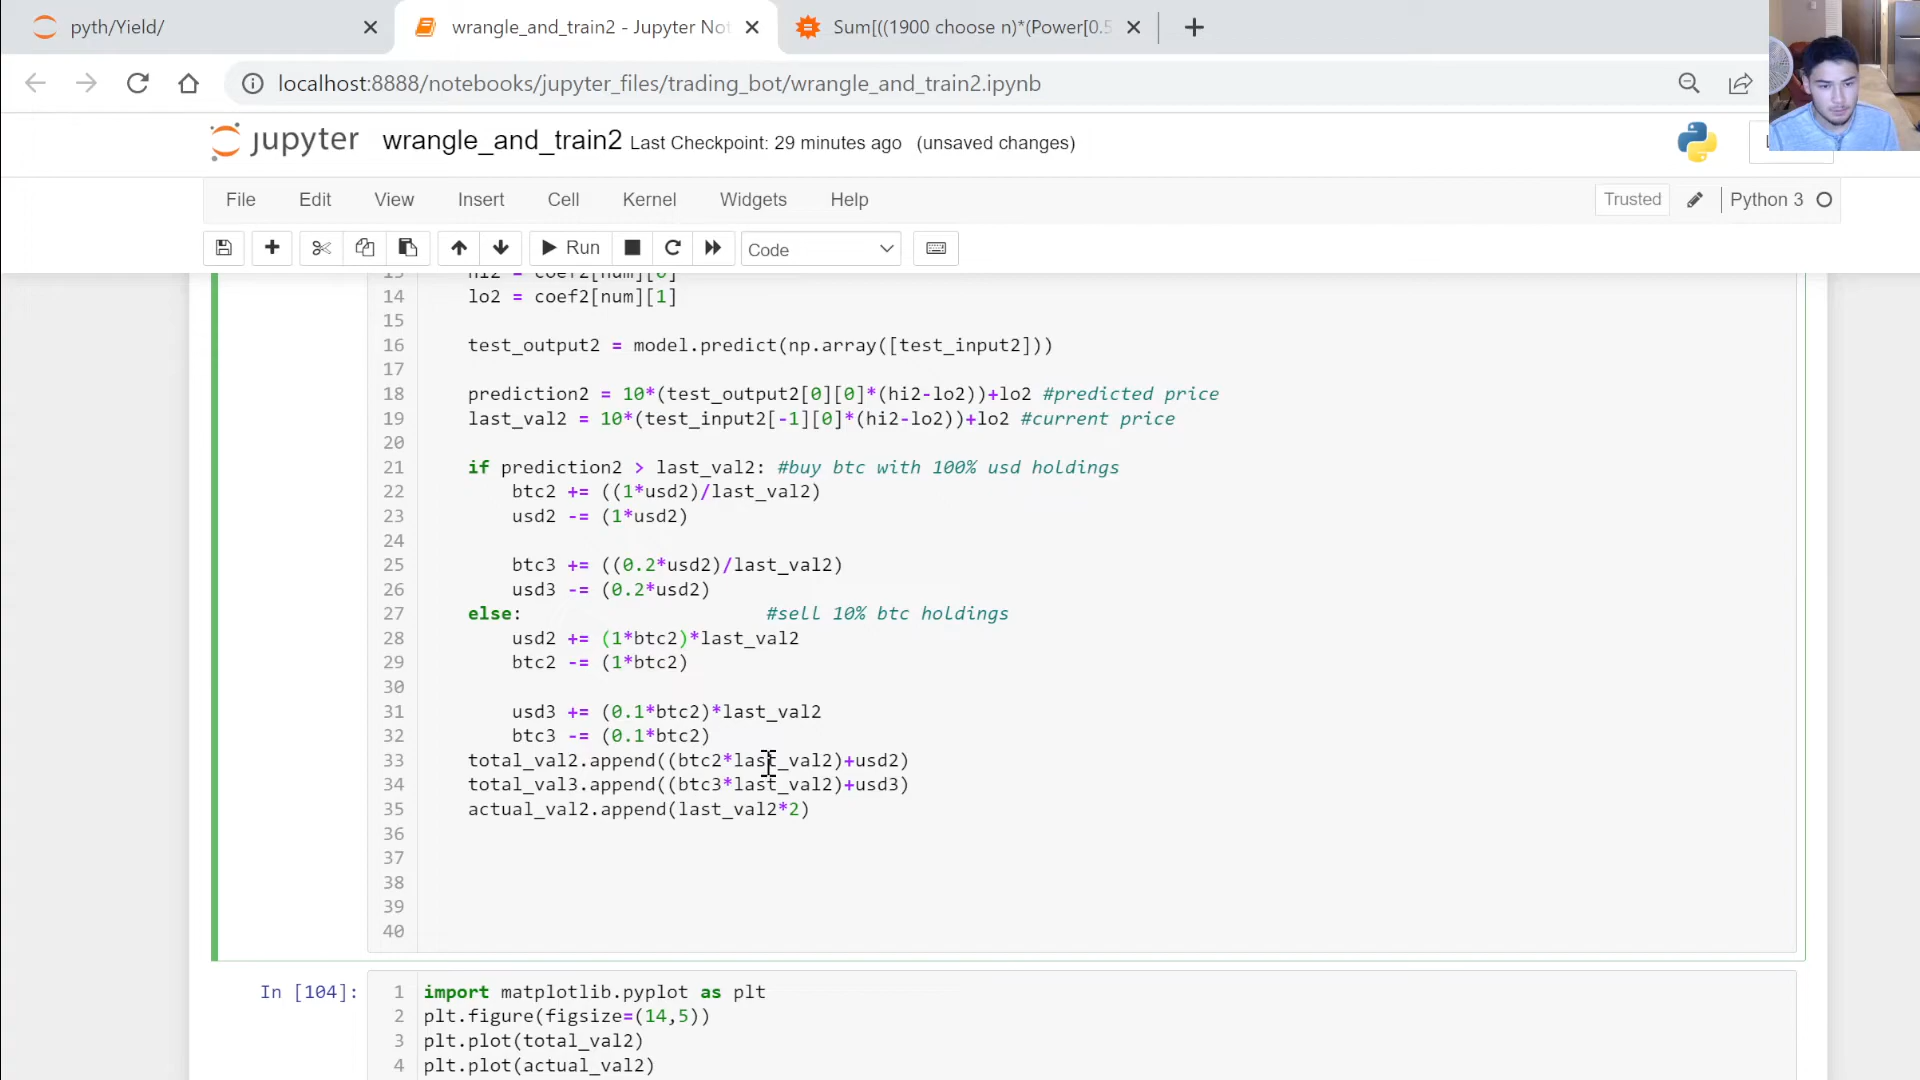 pyth/Yield/
wrangle_and_train2 - Jupyter Not
Sum[((1900 choose n)*(Power[0.5
localhost:8888/notebooks/jupyter_files/trading_bot/wrangle_and_train2.ipynb
jupyter wrangle_and_train2 Last Checkpoint: 29 minutes ago (unsaved changes)
File Edit View Insert Cell Kernel Widgets Help Trusted Python 3
Run Code
14 lo2 = coef2[num][1]
15
16 test_output2 = model.predict(np.array([test_input2]))
17
18 prediction2 = 10*(test_output2[0][0]*(hi2-lo2))+lo2 #predicted price
19 last_val2 = 10*(test_input2[-1][0]*(hi2-lo2))+lo2 #current price
20
21 if prediction2 > last_val2: #buy btc with 100% usd holdings
22 btc2 += ((1*usd2)/last_val2)
23 usd2 -= (1*usd2)
24
25 btc3 += ((0.2*usd2)/last_val2)
26 usd3 -= (0.2*usd2)
27 else: #sell 10% btc holdings
28 usd2 += (1*btc2)*last_val2
29 btc2 -= (1*btc2)
30
31 usd3 += (0.1*btc2)*last_val2
32 btc3 -= (0.1*btc2)
33 total_val2.append((btc2*last_val2)+usd2)
34 total_val3.append((btc3*last_val2)+usd3)
35 actual_val2.append(last_val2*2)
36
37
38
39
40
In [104]: 1 import matplotlib.pyplot as plt
2 plt.figure(figsize=(14,5))
3 plt.plot(total_val2)
4 plt.plot(actual_val2)